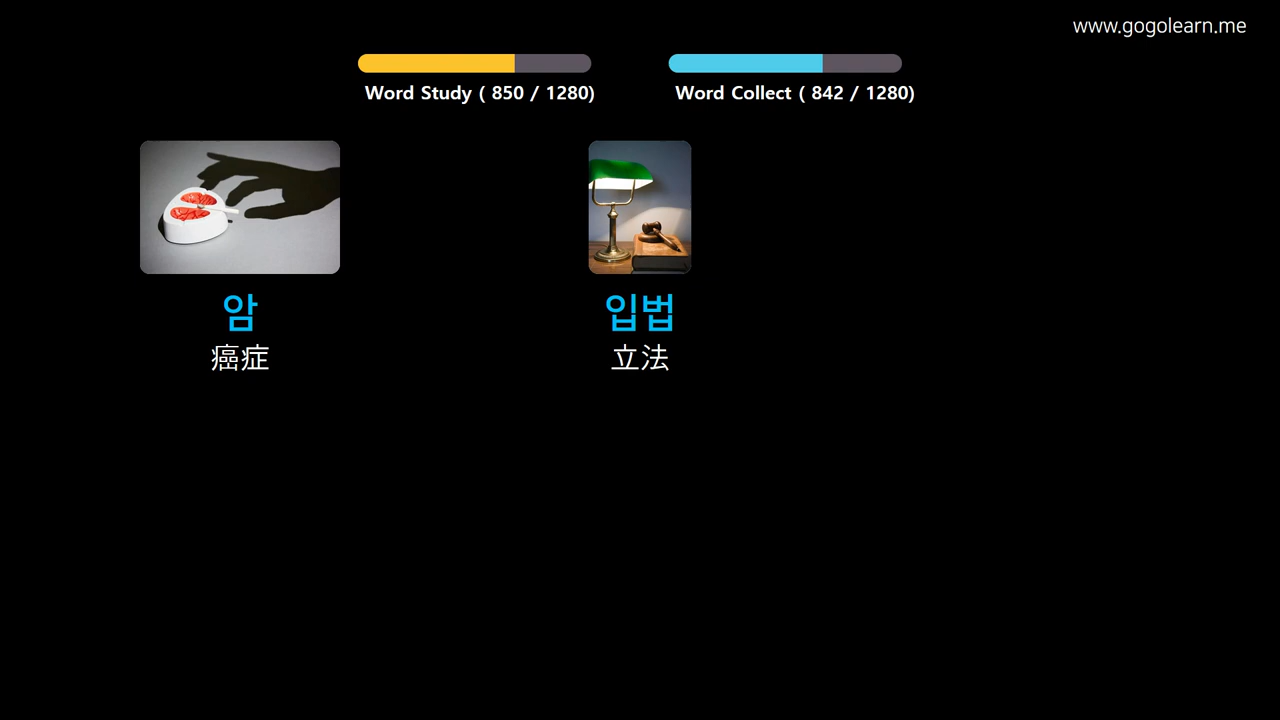 www.gogolearn.me
Word Study ( 850 / 1280)
Word Collect ( 842 / 1280)
암
癌症
입법
立法